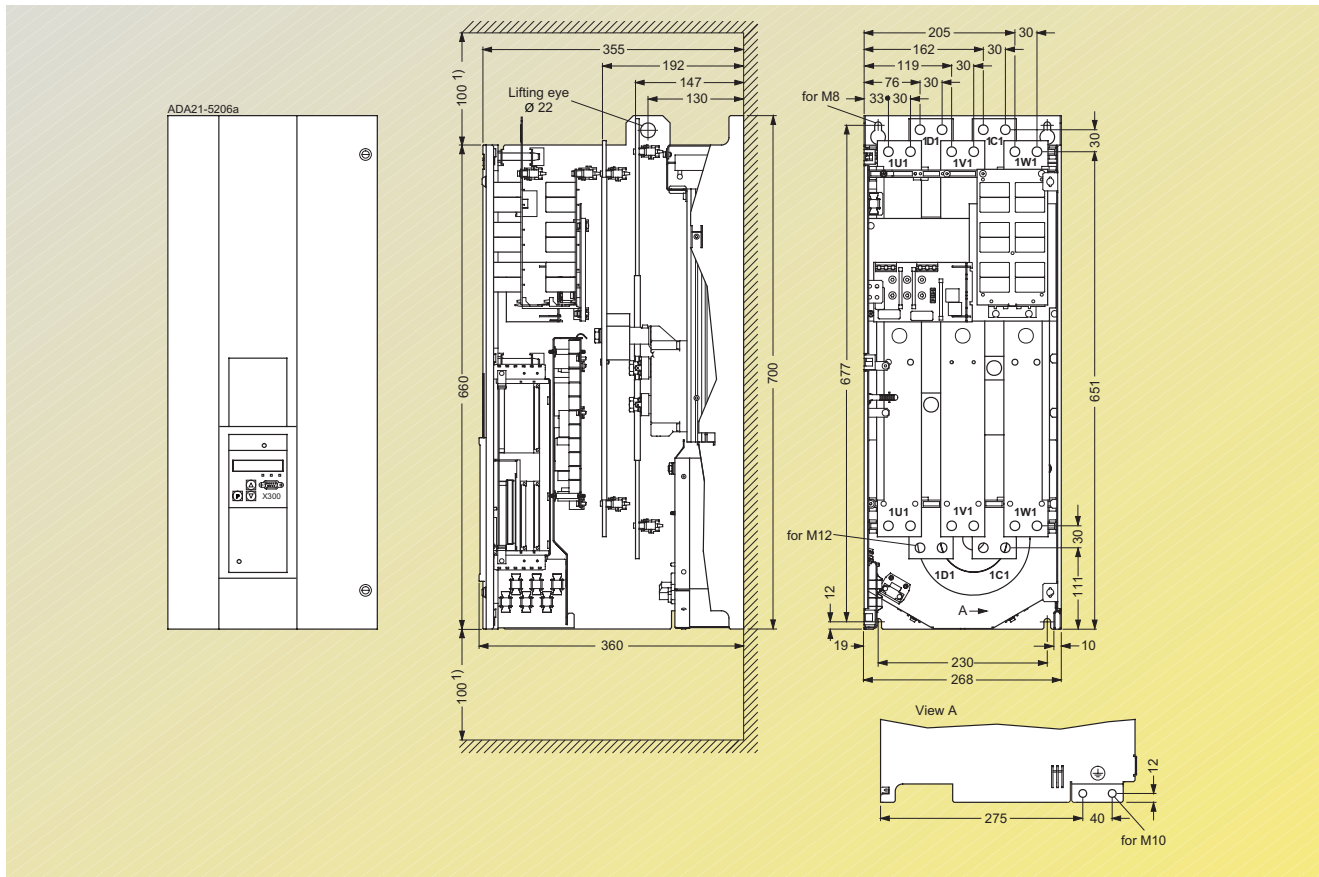 ADA21-5206a
X300
P
100 1)
355
192
147
130
Lifting eye
Ø 22
660
700
360
100 1)
205
30
162
30
119
30
76
30
33
30
for M8
30
1D1
1C1
1U1
1V1
1W1
677
651
1U1
1V1
1W1
for M12
30
1D1
1C1
111
12
A
19
10
230
268
View A
12
275
40
for M10